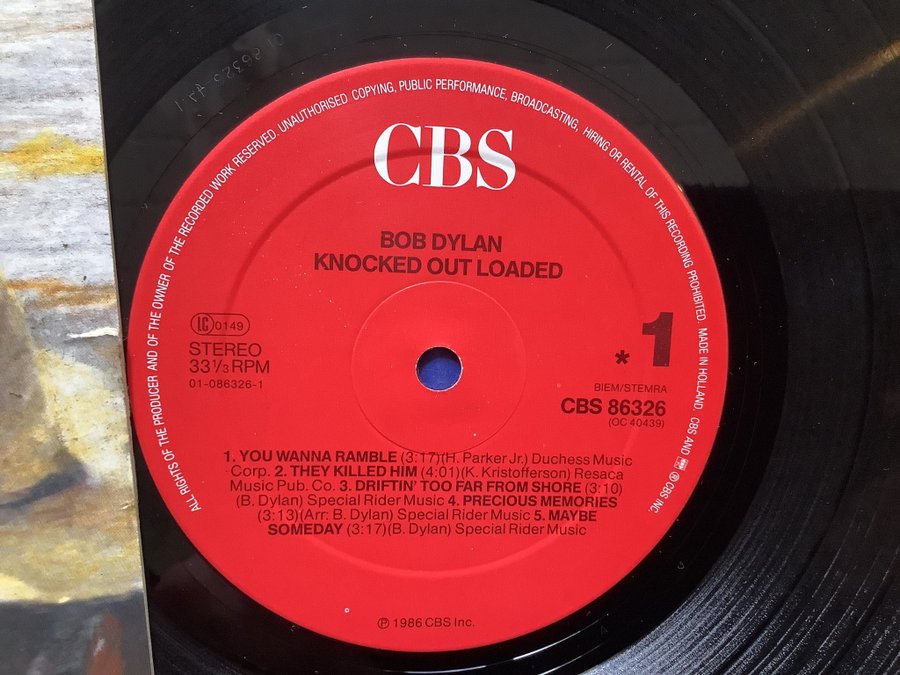 ALL RIGHTS OF THE PRODUCER AND OF THE OWNER OF THE RECORDED WORK RESERVED. UNAUTHORISED COPYING, PUBLIC PERFORMANCE, BROADCASTING, HIRING OR RENTAL OF THIS RECORDING PROHIBITED. MADE IN HOLLAND. CBS AND ℗ CBS INC.
CBS
BOB DYLAN
KNOCKED OUT LOADED
LC 0149
STEREO
33 1/3 RPM
01-086326-1
* 1
BIEM/STEMRA
CBS 86326
(OC 40439)
1. YOU WANNA RAMBLE (3:17)(H. Parker Jr.) Duchess Music
Corp. 2. THEY KILLED HIM (4:01)(K. Kristofferson) Resaca
Music Pub. Co. 3. DRIFTIN' TOO FAR FROM SHORE (3:10)
(B. Dylan) Special Rider Music 4. PRECIOUS MEMORIES
(3:13)(Arr: B. Dylan) Special Rider Music 5. MAYBE
SOMEDAY (3:17)(B. Dylan) Special Rider Music
℗ 1986 CBS Inc.